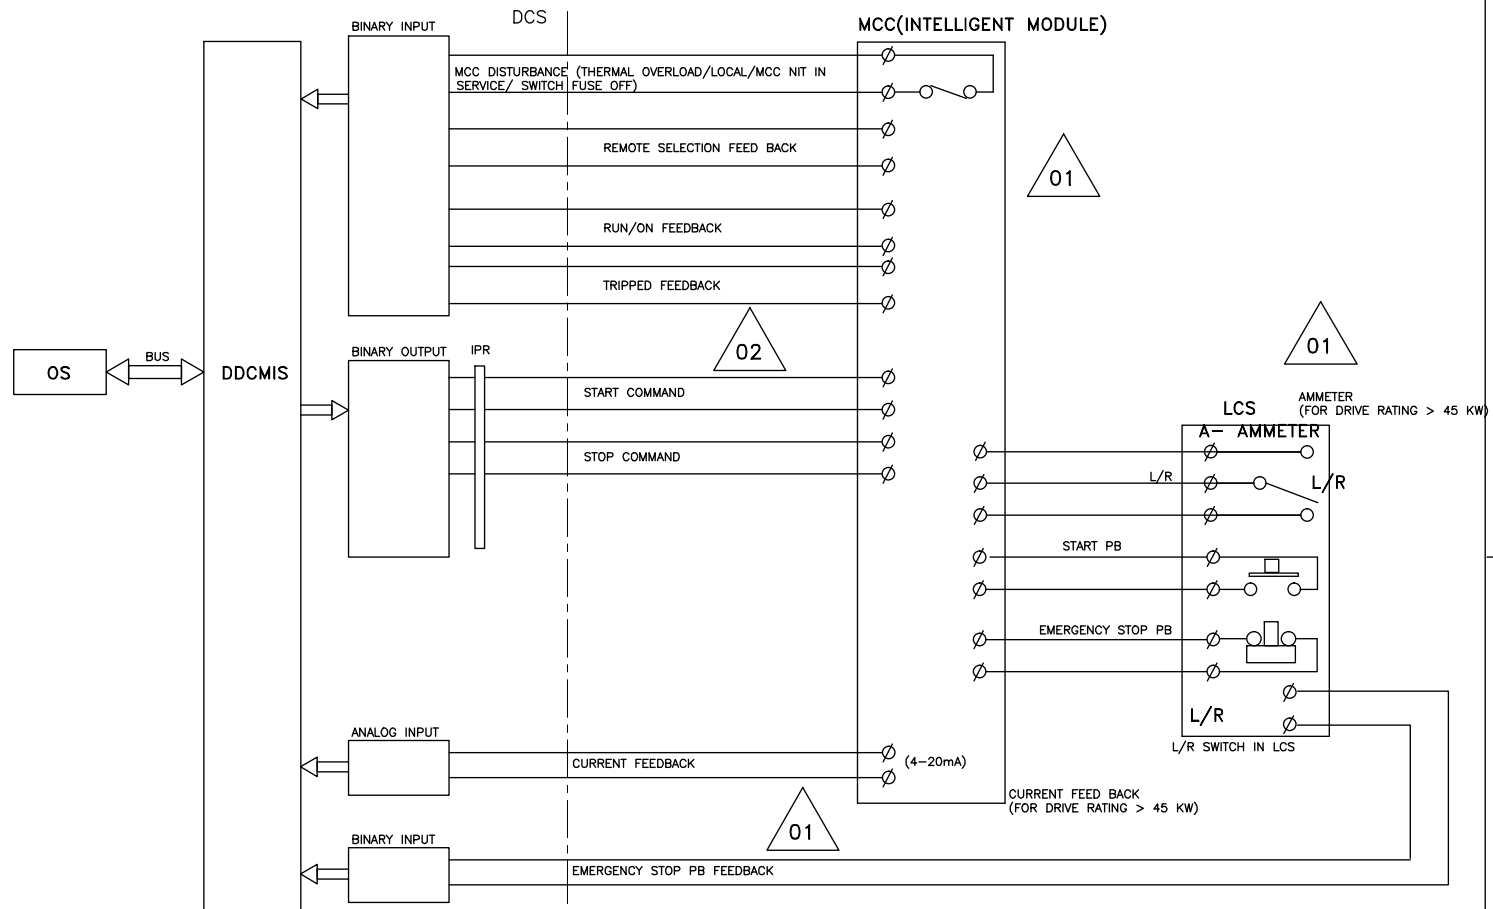 DCS
BINARY INPUT
MCC(INTELLIGENT MODULE)
MCC DISTURBANCE (THERMAL OVERLOAD/LOCAL/MCC NIT IN
SERVICE/ SWITCH FUSE OFF)
REMOTE SELECTION FEED BACK
01
RUN/ON FEEDBACK
TRIPPED FEEDBACK
02
01
OS
BUS
DDCMIS
BINARY OUTPUT
IPR
START COMMAND
STOP COMMAND
AMMETER
(FOR DRIVE RATING > 45 KW)
LCS
A- AMMETER
L/R
L/R
START PB
EMERGENCY STOP PB
L/R
L/R SWITCH IN LCS
ANALOG INPUT
CURRENT FEEDBACK
(4-20mA)
CURRENT FEED BACK
(FOR DRIVE RATING > 45 KW)
01
BINARY INPUT
EMERGENCY STOP PB FEEDBACK